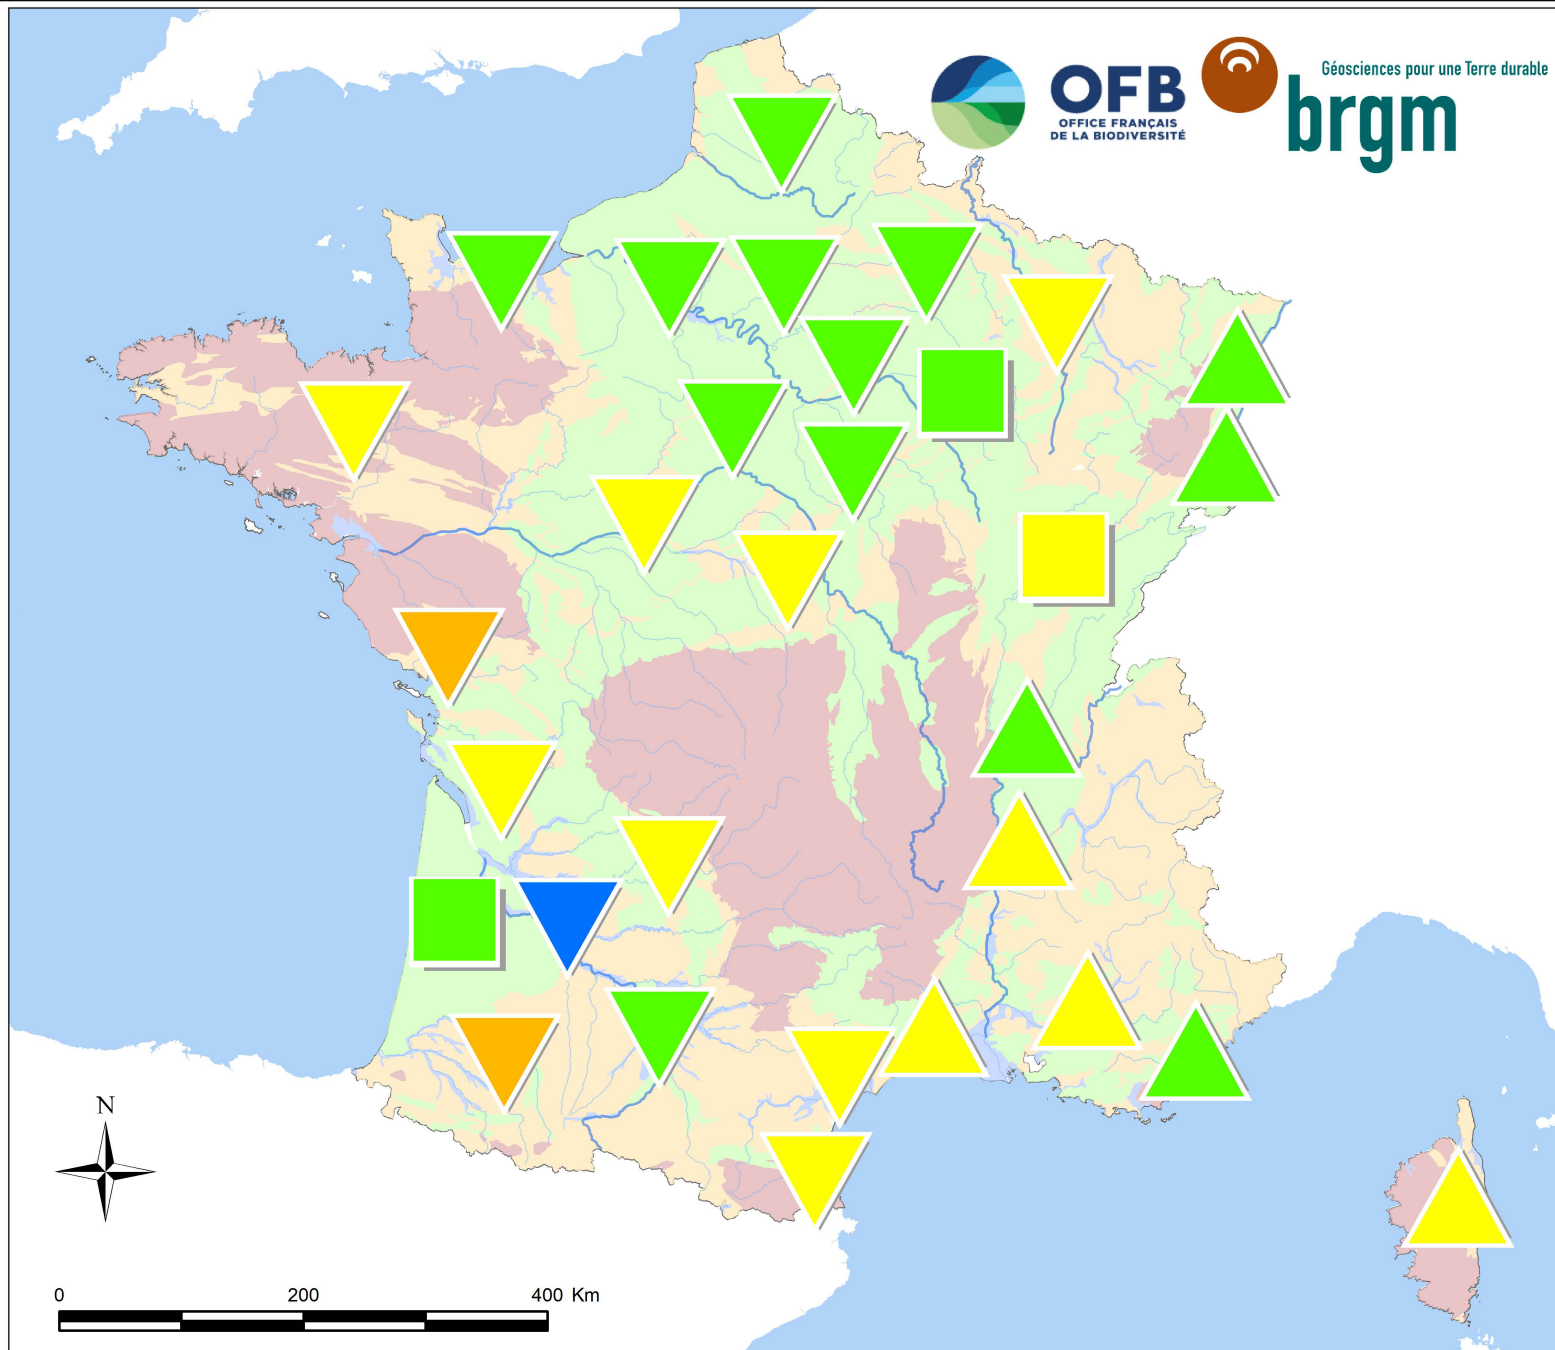 OFB
OFFICE FRANÇAIS
DE LA BIODIVERSITÉ
Géosciences pour une Terre durable
brgm
N
0 200 400 Km